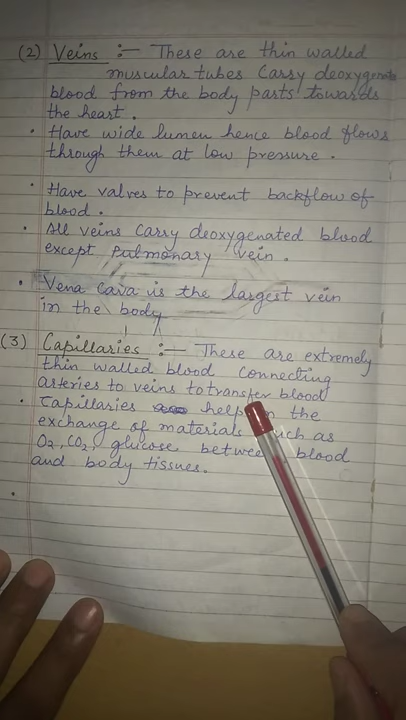 (2) Veins :- These are thin walled
muscular tubes Carry deoxygenate
blood from the body parts towards
the heart.
• Have wide lumen hence blood flows
through them at low pressure.
• Have valves to prevent backflow of
blood.
• All veins Carry deoxygenated blood
except Pulmonary vein.
• Vena Cava is the largest vein
in the body
(3) Capillaries :- These are extremely
thin walled blood connecting
arteries to veins to transfer blood
• Capillaries help in the
exchange of materials such as
O2, CO2, glucose between blood
and body tissues.
•